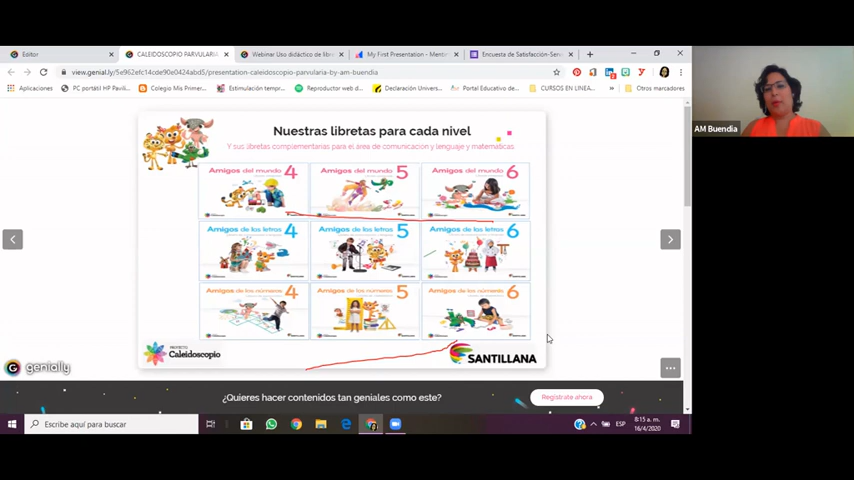 Editor
CALEIDOSCOPIO PARVULARIA
Webinar Uso didáctico de libre
My First Presentation - Mentim
Encuesta de Satisfacción-Serv
view.genial.ly/5e962efc14cde90e0424abd5/presentation-caleidoscopio-parvularia-by-am-buendia
Aplicaciones
PC portátil HP Pavili...
Colegio Mis Primer...
Estimulación tempr...
Reproductor web d...
Declaración Univers...
Portal Educativo de...
CURSOS EN LINEA...
Otros marcadores
AM Buendia
Nuestras libretas para cada nivel
Y sus libretas complementarias para el área de comunicación y lenguaje y matemáticas.
Amigos del mundo 4
Amigos del mundo 5
Amigos del mundo 6
Amigos de las letras 4
Amigos de las letras 5
Amigos de las letras 6
Amigos de los números 4
Amigos de los números 5
Amigos de los números 6
PROYECTO
Caleidoscopio
SANTILLANA
genially
¿Quieres hacer contenidos tan geniales como este?
Regístrate ahora
Escribe aquí para buscar
ESP
8:15 a. m.
16/4/2020